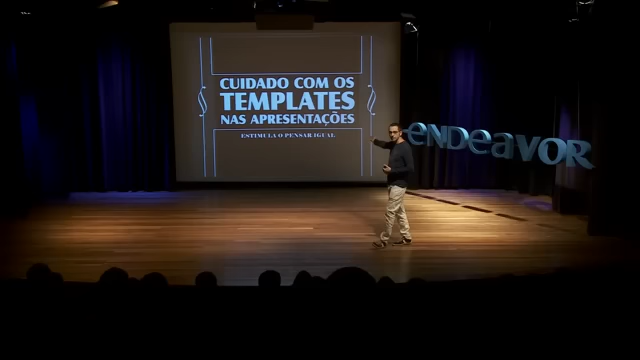 CUIDADO COM OS
TEMPLATES
NAS APRESENTAÇÕES
ESTIMULA O PENSAR IGUAL
enDeavOR